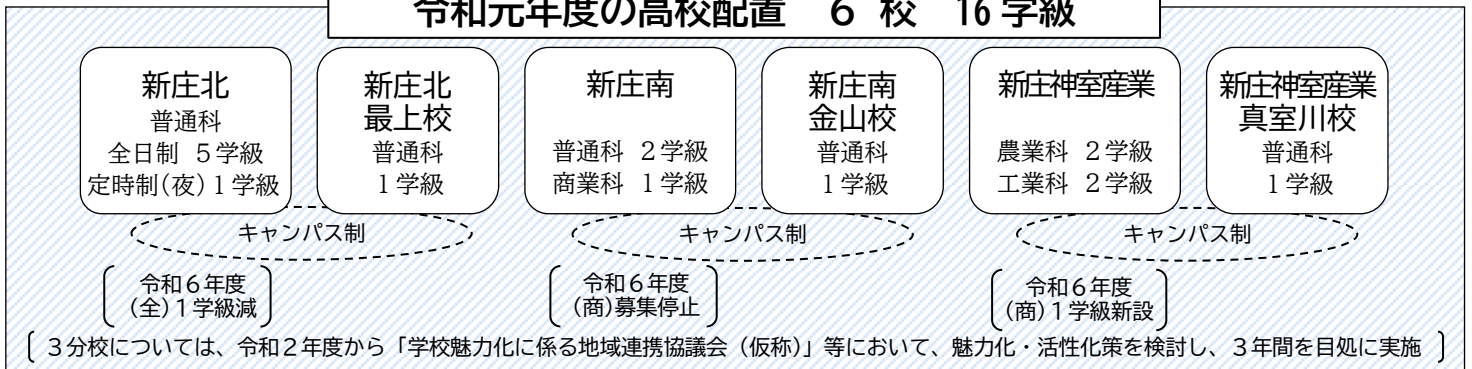 令和元年度の高校配置 6 校 16 学級
新庄北
普通科
全日制 5学級
定時制(夜)1学級
新庄北
最上校
普通科
1学級
新庄南
普通科 2学級
商業科 1学級
新庄南
金山校
普通科
1学級
新庄神室産業
農業科 2学級
工業科 2学級
新庄神室産業
真室川校
普通科
1学級
キャンパス制
キャンパス制
キャンパス制
令和6年度
(全)1学級減
令和6年度
(商)募集停止
令和6年度
(商)1学級新設
3分校については、令和2年度から「学校魅力化に係る地域連携協議会(仮称)」等において、魅力化・活性化策を検討し、3年間を目処に実施